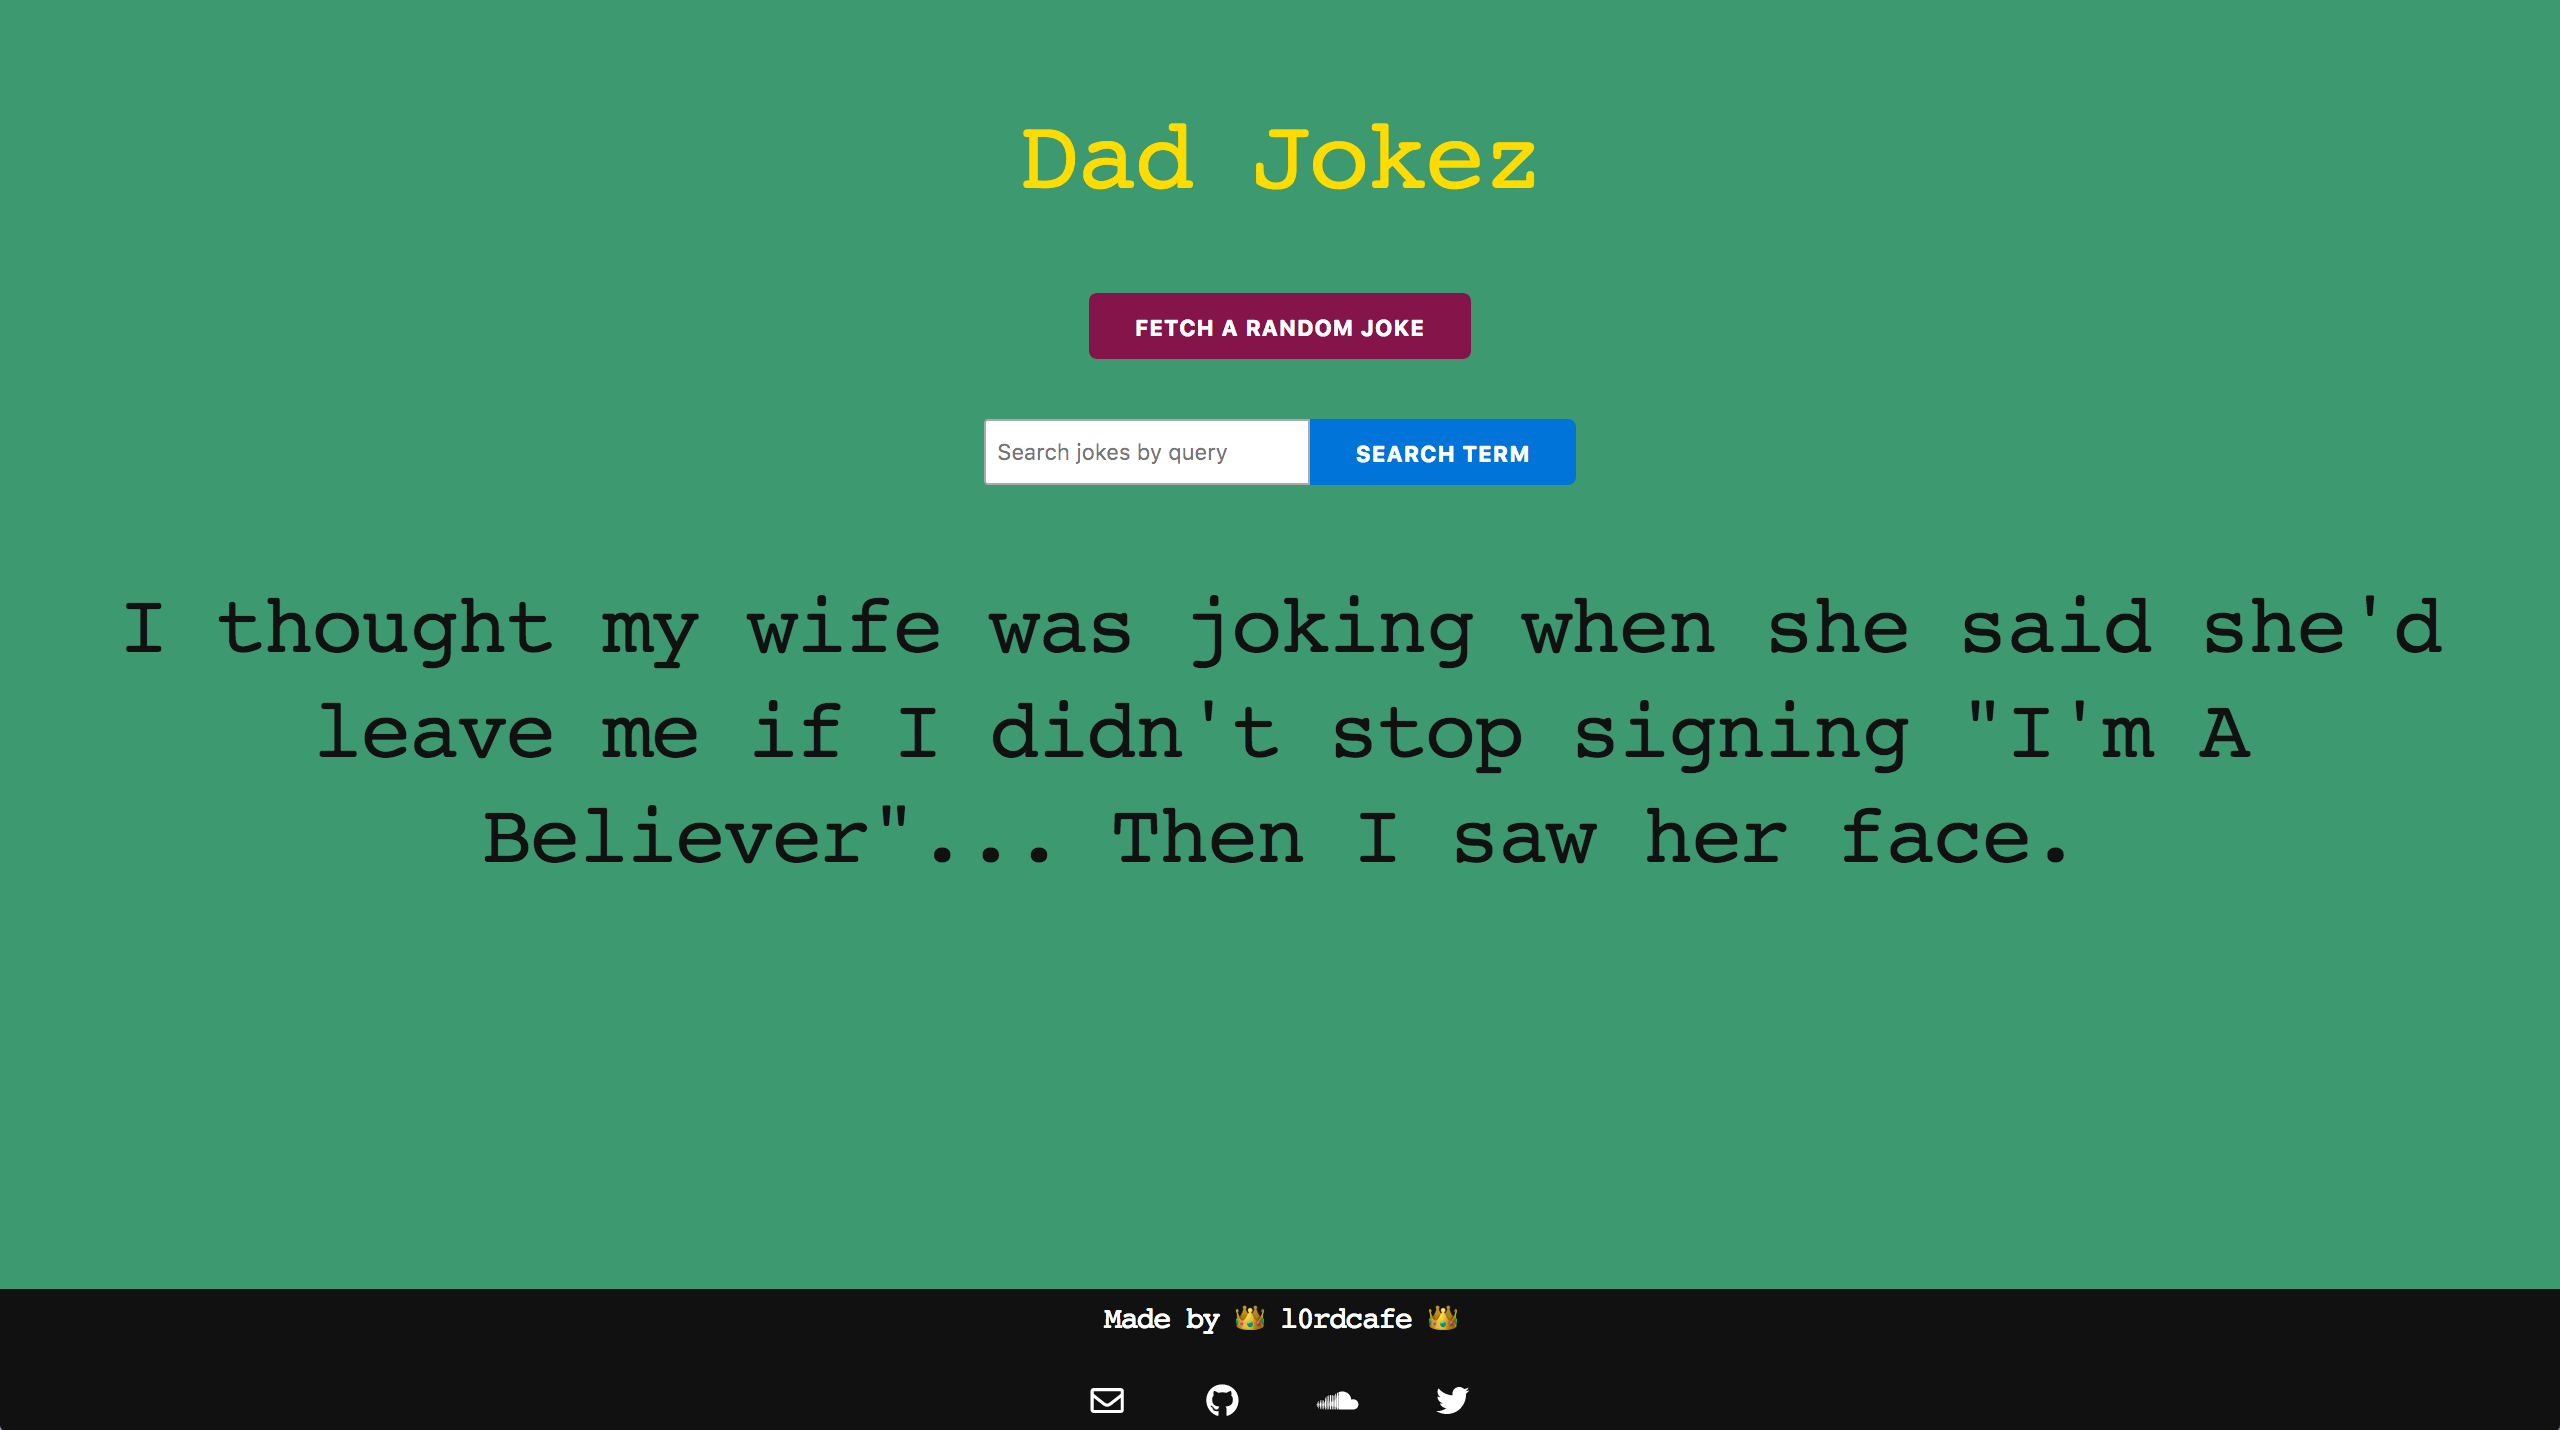 Dad Jokez
FETCH A RANDOM JOKE
Search jokes by query
SEARCH TERM
I thought my wife was joking when she said she'd
leave me if I didn't stop signing "I'm A
Believer"... Then I saw her face.
Made by 👑 l0rdcafe 👑